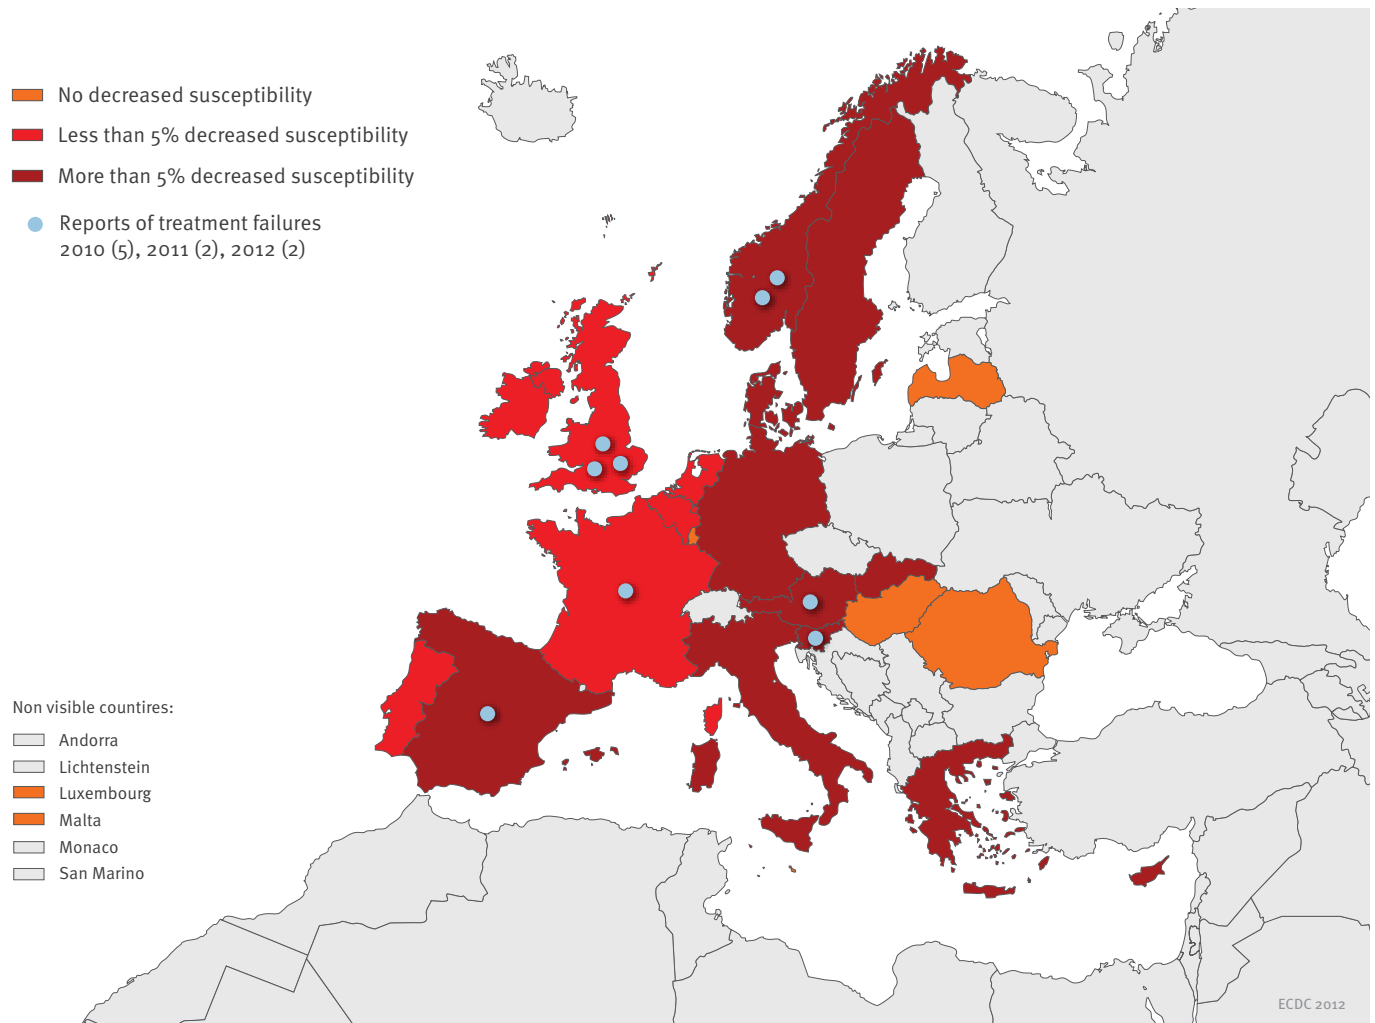 No decreased susceptibility
Less than 5% decreased susceptibility
More than 5% decreased susceptibility
Reports of treatment failures
2010 (5), 2011 (2), 2012 (2)
Non visible countires:
Andorra
Lichtenstein
Luxembourg
Malta
Monaco
San Marino
ECDC 2012